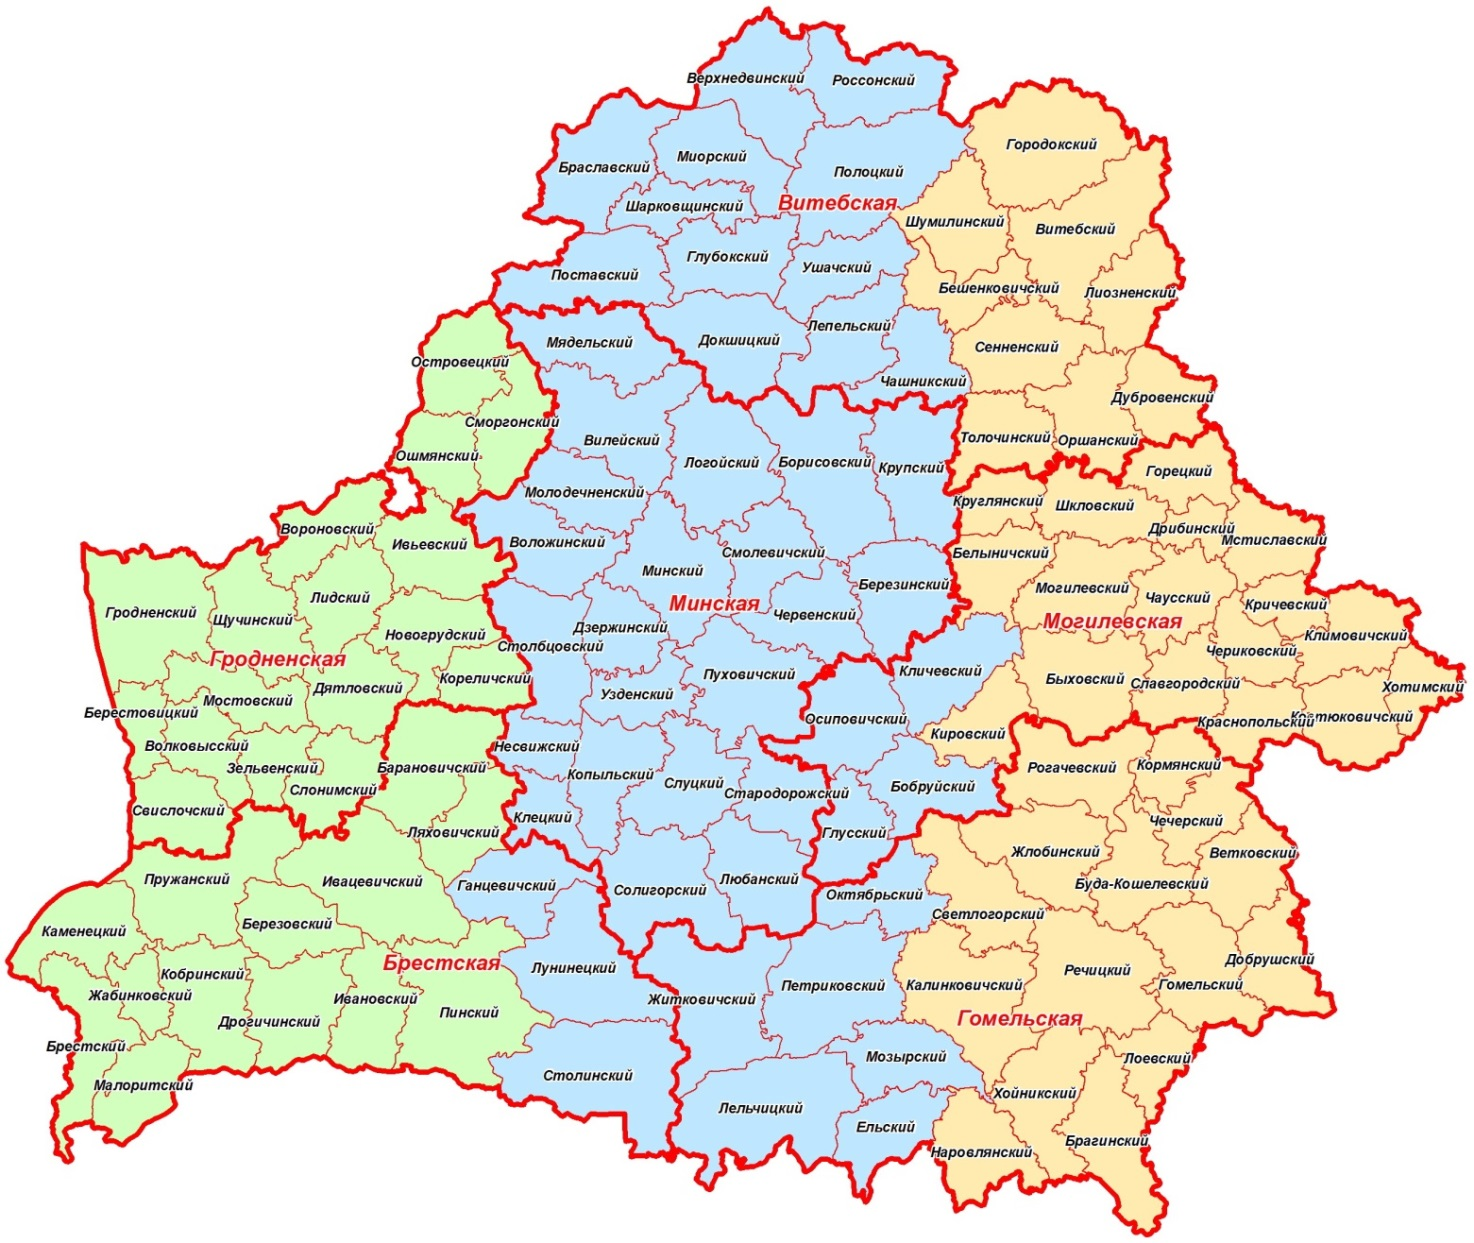 Верхнедвинский
Россонский
Городокский
Браславский
Миорский
Полоцкий
Шарковщинский
Витебская
Шумилинский
Витебский
Поставский
Глубокский
Ушачский
Бешенковичский
Лиозненский
Островецкий
Мядельский
Докшицкий
Лепельский
Сенненский
Чашникский
Дубровенский
Сморгонский
Ошмянский
Вилейский
Логойский
Борисовский
Крупский
Толочинский
Оршанский
Горецкий
Молодечненский
Круглянский
Шкловский
Вороновский
Ивьевский
Воложинский
Смолевичский
Белыничский
Дрибинский
Мстиславский
Гродненский
Щучинский
Лидский
Минский
Березинский
Могилевский
Чаусский
Кричевский
Минская
Новогрудский
Столбцовский
Дзержинский
Червенский
Могилевская
Климовичский
Гродненская
Чериковский
Мостовский
Дятловский
Кореличский
Узденский
Пуховичский
Кличевский
Быховский
Славгородский
Хотимский
Берестовицкий
Осиповичский
Краснопольский
Костюковичский
Волковысский
Несвижский
Кировский
Зельвенский
Слонимский
Барановичский
Копыльский
Слуцкий
Стародорожский
Бобруйский
Рогачевский
Кормянский
Свислочский
Ляховичский
Клецкий
Глусский
Чечерский
Пружанский
Ивацевичский
Ганцевичский
Солигорский
Любанский
Октябрьский
Жлобинский
Ветковский
Буда-Кошелевский
Каменецкий
Березовский
Светлогорский
Брестская
Кобринский
Лунинецкий
Речицкий
Добрушский
Жабинковский
Ивановский
Житковичский
Петриковский
Калинковичский
Гомельский
Дрогичинский
Пинский
Гомельская
Брестский
Мозырский
Лоевский
Малоритский
Столинский
Хойникский
Лельчицкий
Ельский
Брагинский
Наровлянский